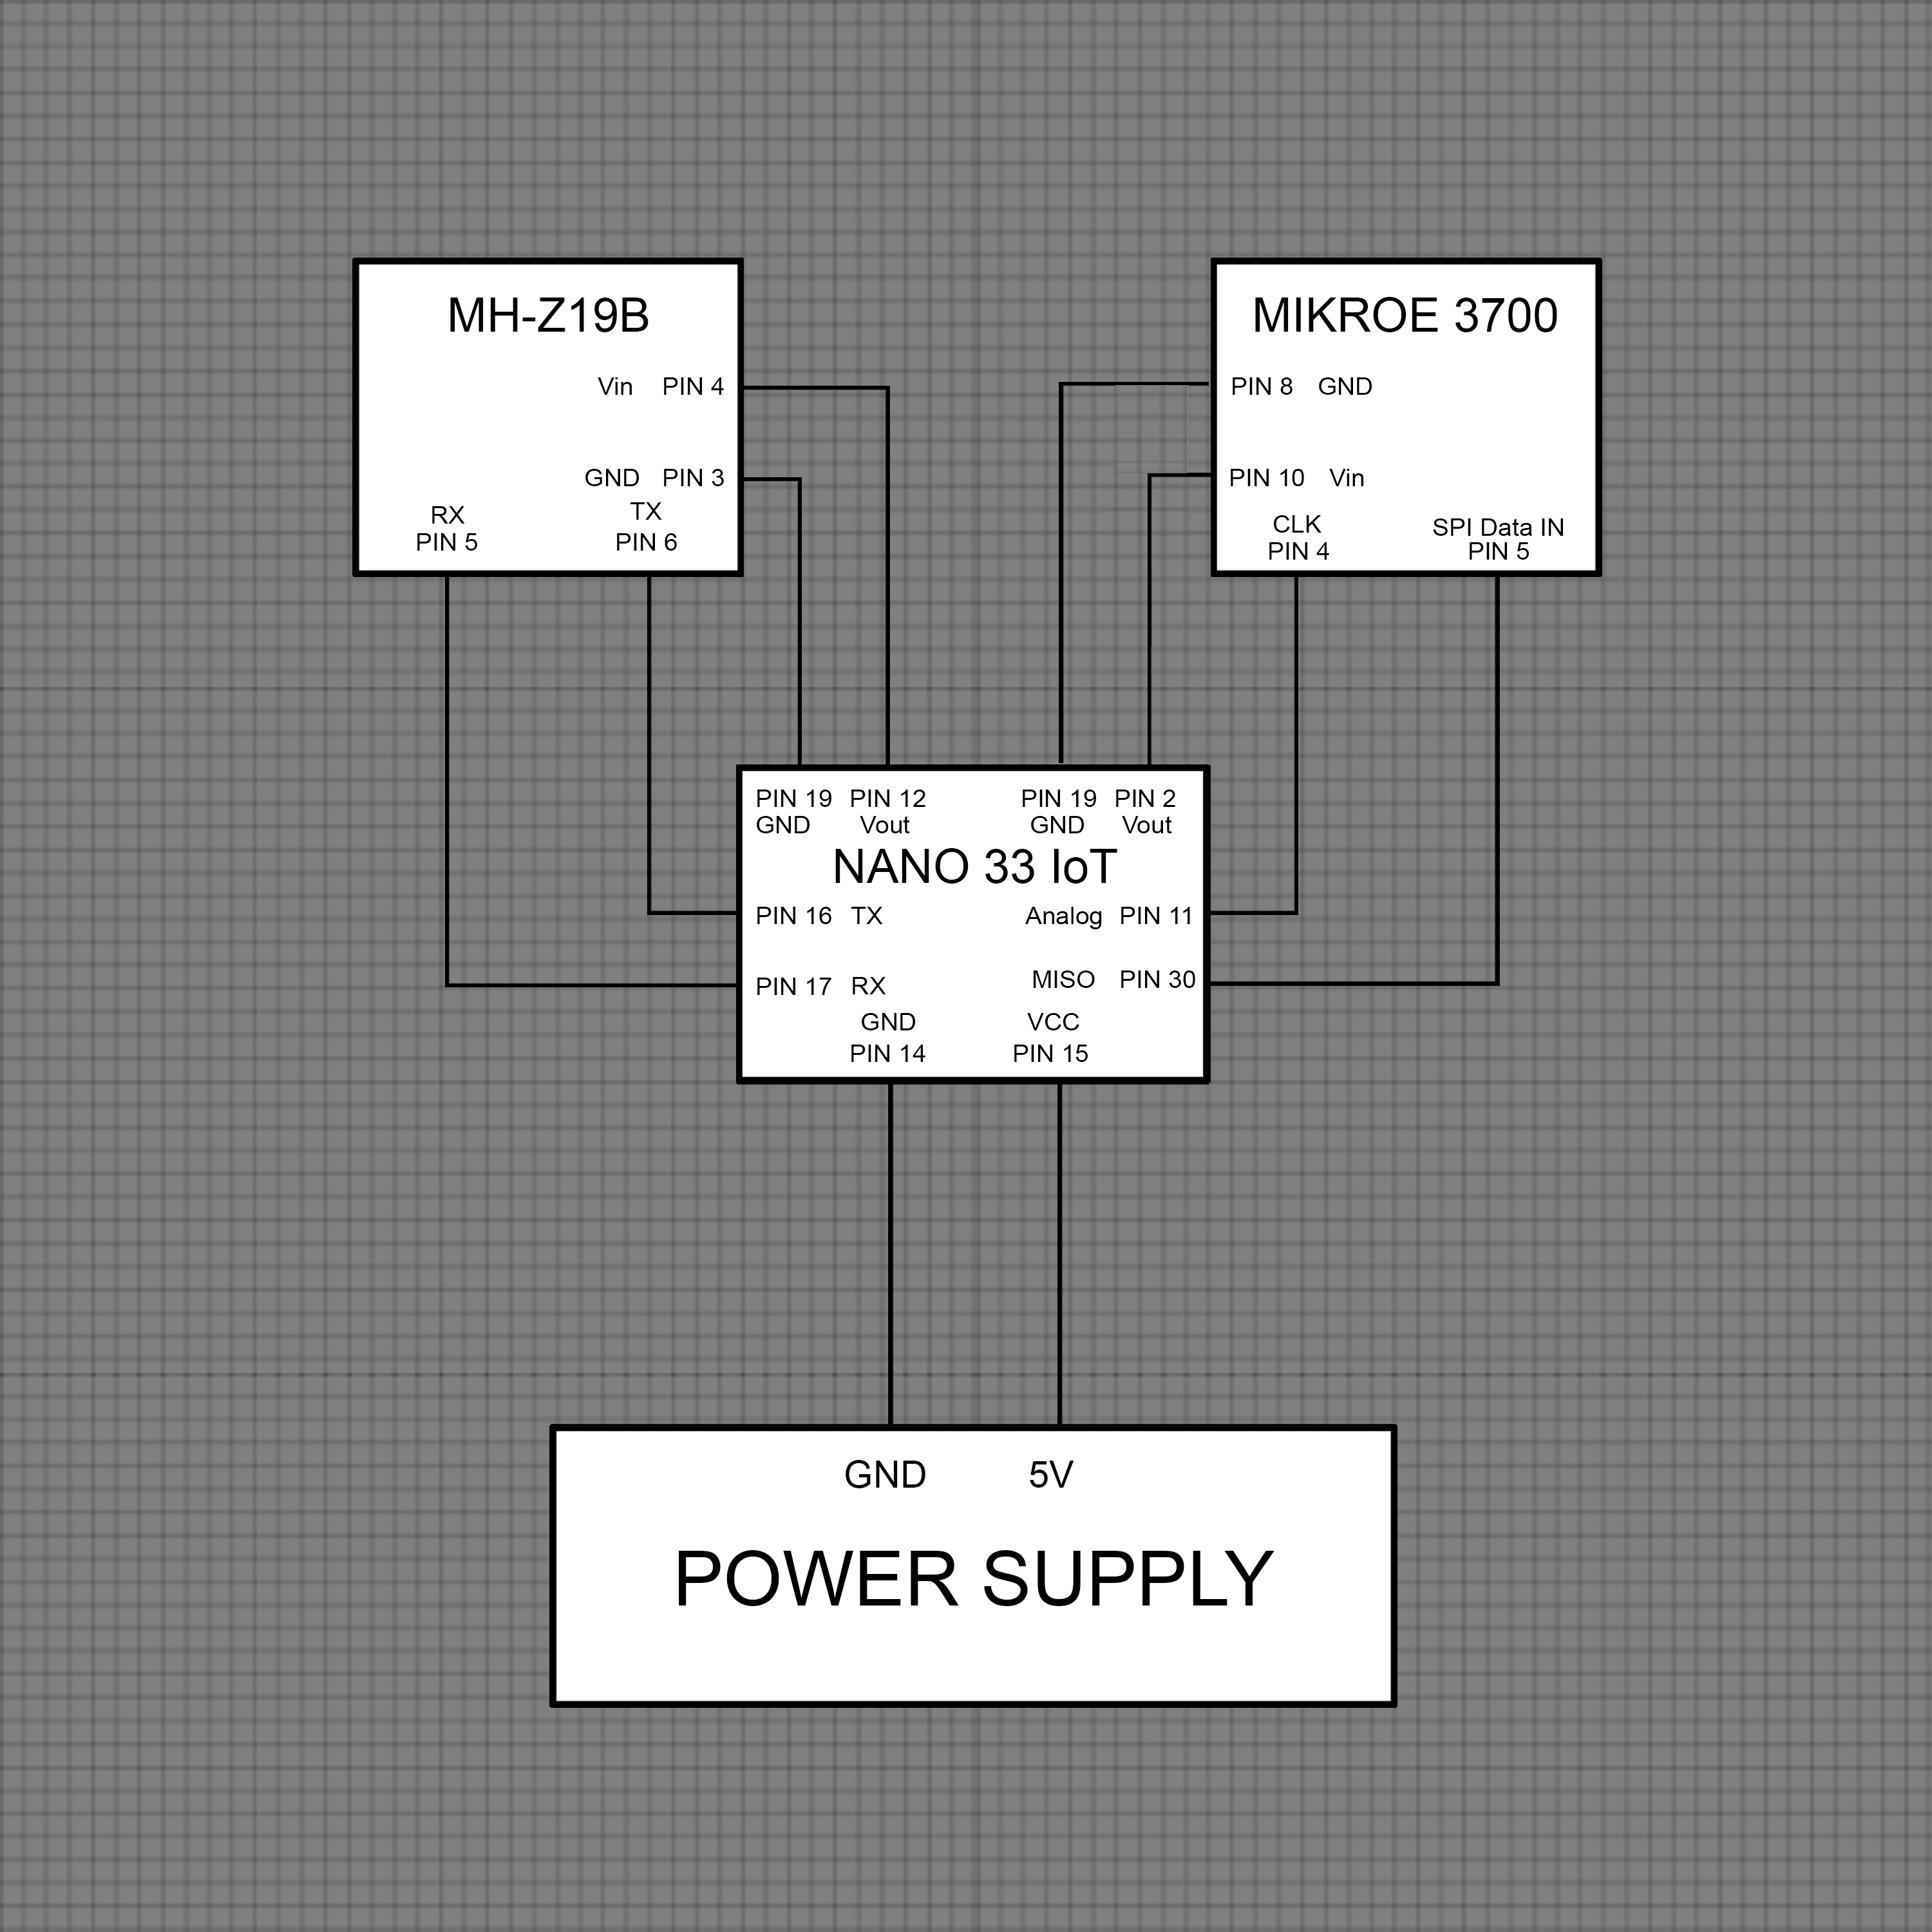 MH-Z19B
Vin PIN 4
GND PIN 3
RX
PIN 5
TX
PIN 6
MIKROE 3700
PIN 8 GND
PIN 10 Vin
CLK
PIN 4
SPI Data IN
PIN 5
PIN 19 PIN 12 PIN 19 PIN 2
GND Vout GND Vout
NANO 33 IoT
PIN 16 TX Analog PIN 11
PIN 17 RX MISO PIN 30
GND VCC
PIN 14 PIN 15
GND 5V
POWER SUPPLY